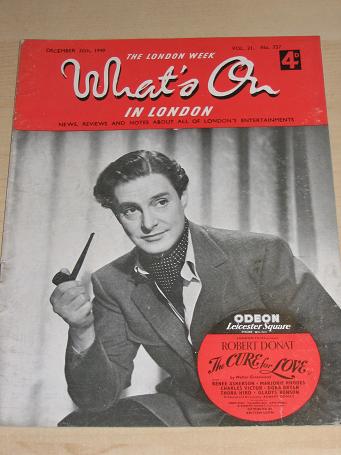 DECEMBER 30th, 1949
VOL. 21. No. 727
THE LONDON WEEK
4D
What's On
IN LONDON
NEWS, REVIEWS AND NOTES ABOUT ALL OF LONDON'S ENTERTAINMENTS
ODEON
Leicester Square
ROBERT DONAT
The CURE for LOVE
by Walter Greenwood
RENEE ASHERSON • MARJORIE RHODES
CHARLES VICTOR • DORA BRYAN
THORA HIRD • GLADYS HENSON